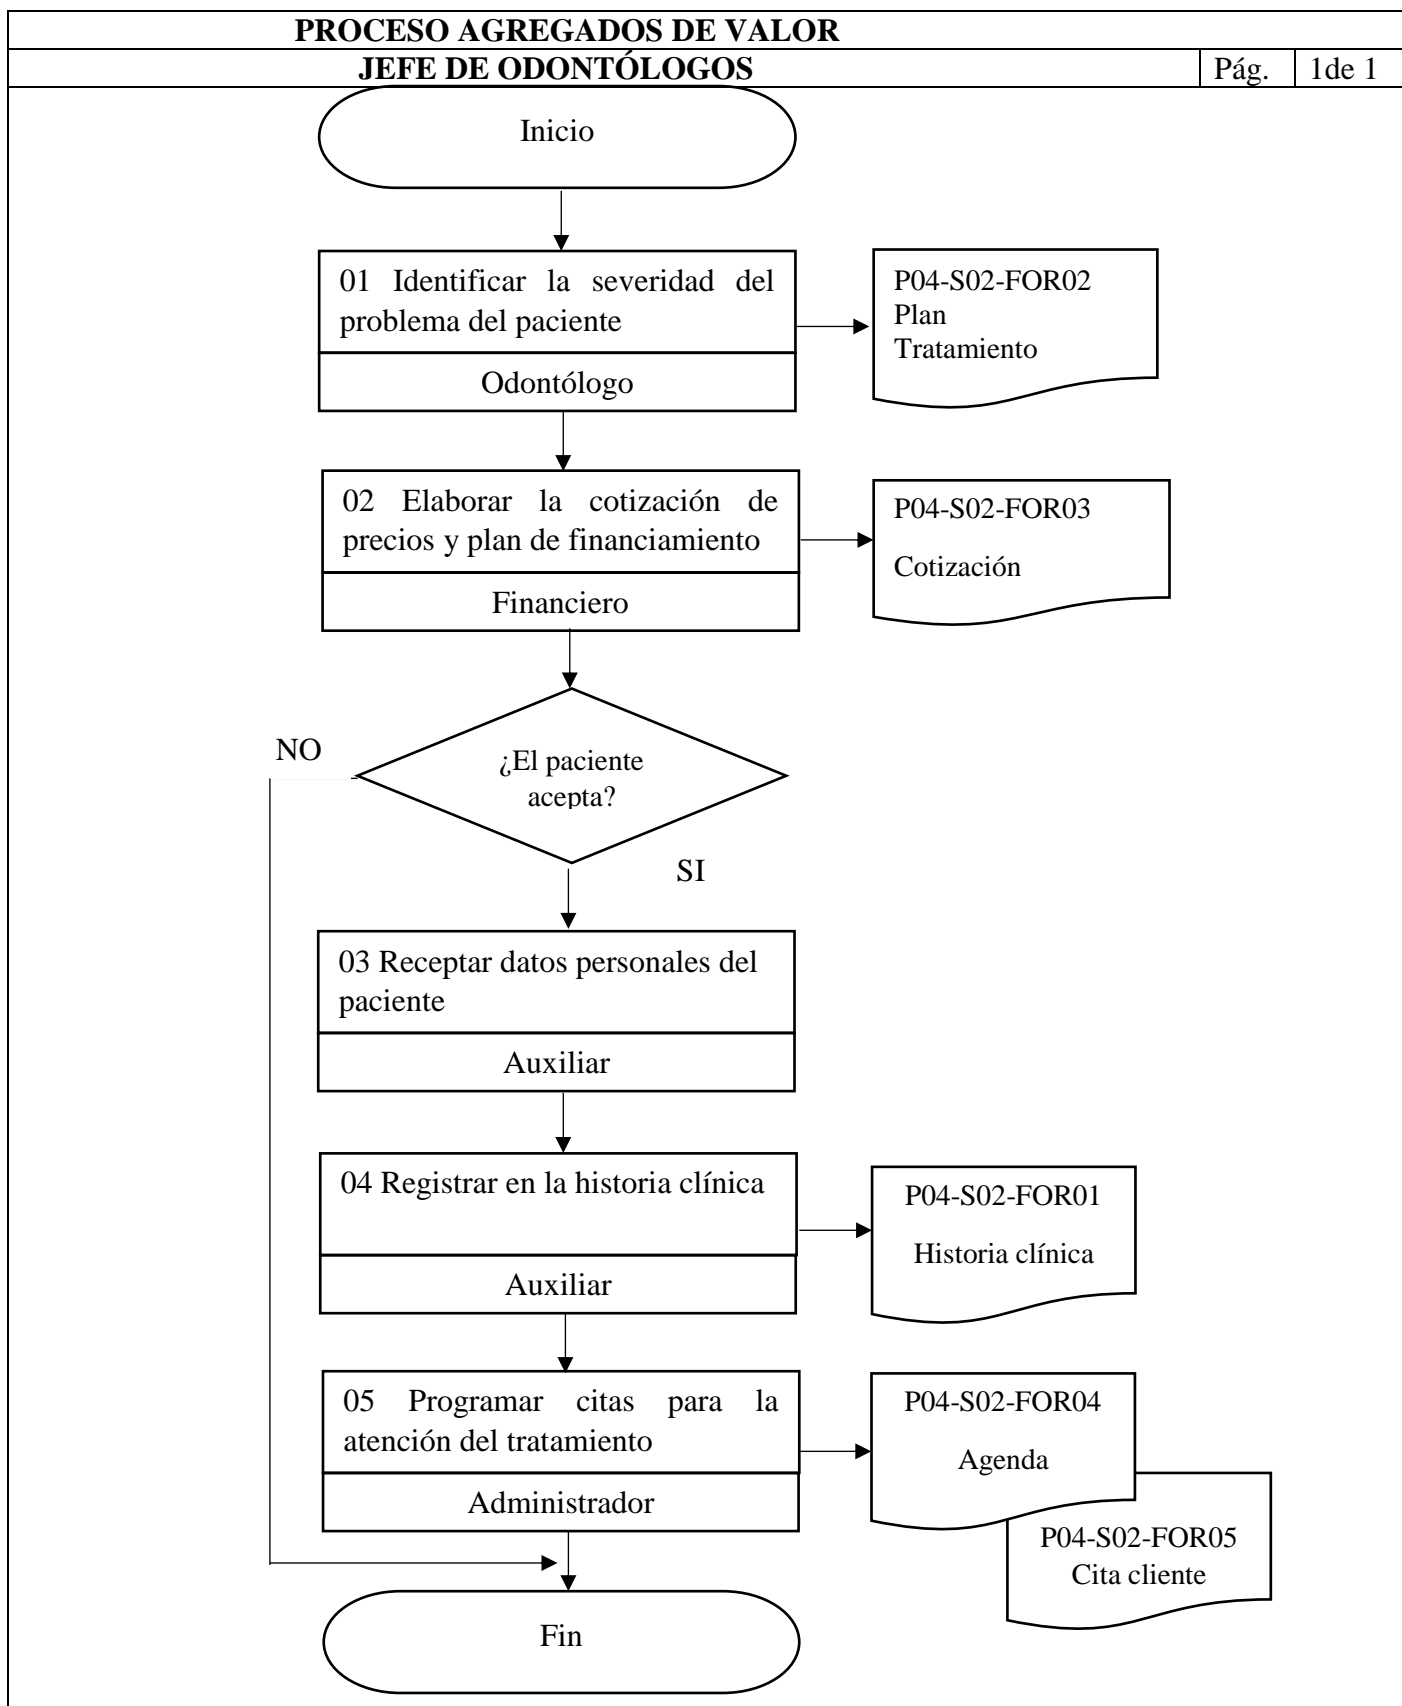 PROCESO AGREGADOS DE VALOR
JEFE DE ODONTÓLOGOS
Pág.
1de 1
Inicio
01 Identificar la severidad del
problema del paciente
Odontólogo
P04-S02-FOR02
Plan
Tratamiento
02 Elaborar la cotización de
precios y plan de financiamiento
Financiero
P04-S02-FOR03
Cotización
NO
¿El paciente
acepta?
SI
03 Receptar datos personales del
paciente
Auxiliar
04 Registrar en la historia clínica
Auxiliar
P04-S02-FOR01
Historia clínica
05 Programar citas para la
atención del tratamiento
Administrador
P04-S02-FOR04
Agenda
P04-S02-FOR05
Cita cliente
Fin